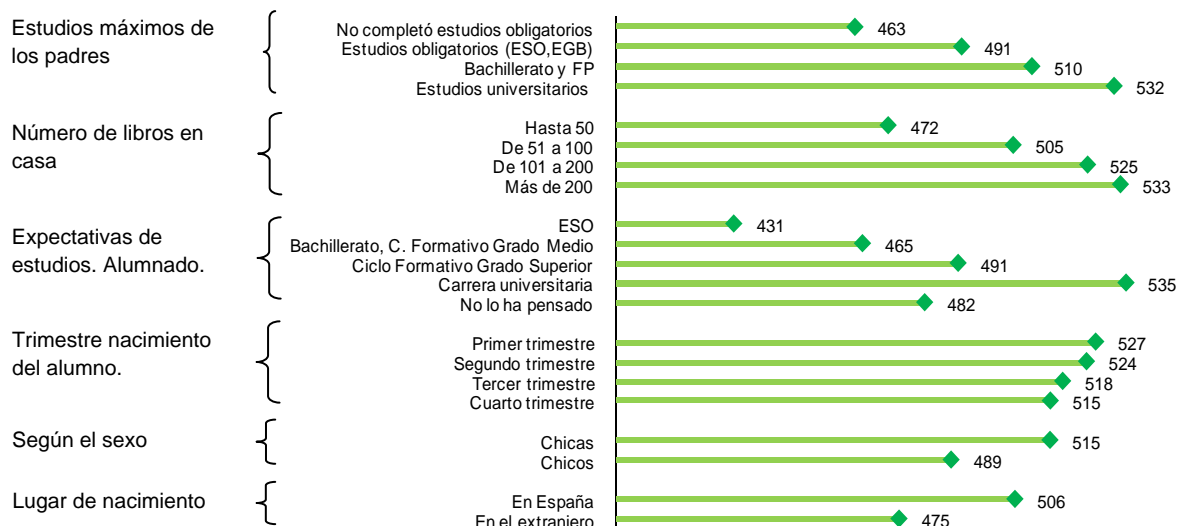 Estudios máximos de
los padres
No completó estudios obligatorios 463
Estudios obligatorios (ESO,EGB) 491
Bachillerato y FP 510
Estudios universitarios 532
Número de libros en
casa
Hasta 50 472
De 51 a 100 505
De 101 a 200 525
Más de 200 533
Expectativas de
estudios. Alumnado.
ESO 431
Bachillerato, C. Formativo Grado Medio 465
Ciclo Formativo Grado Superior 491
Carrera universitaria 535
No lo ha pensado 482
Trimestre nacimiento
del alumno.
Primer trimestre 527
Segundo trimestre 524
Tercer trimestre 518
Cuarto trimestre 515
Según el sexo
Chicas 515
Chicos 489
Lugar de nacimiento
En España 506
En el extranjero 475